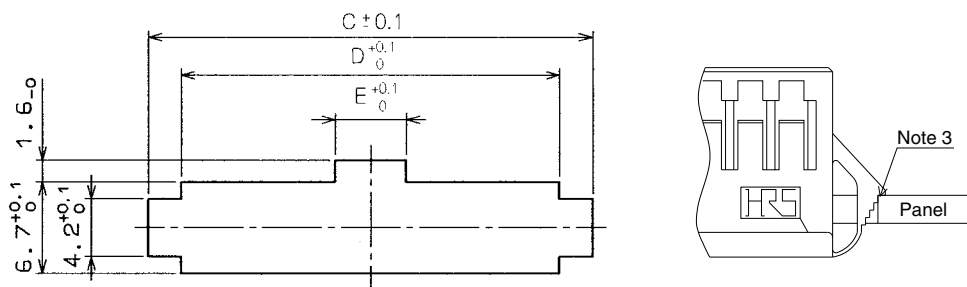 C ± 0.1
D +0.1 0
E +0.1 0
1.6 -0
6.7 +0.1 0
4.2 +0.1 0
HRS
Note 3
Panel